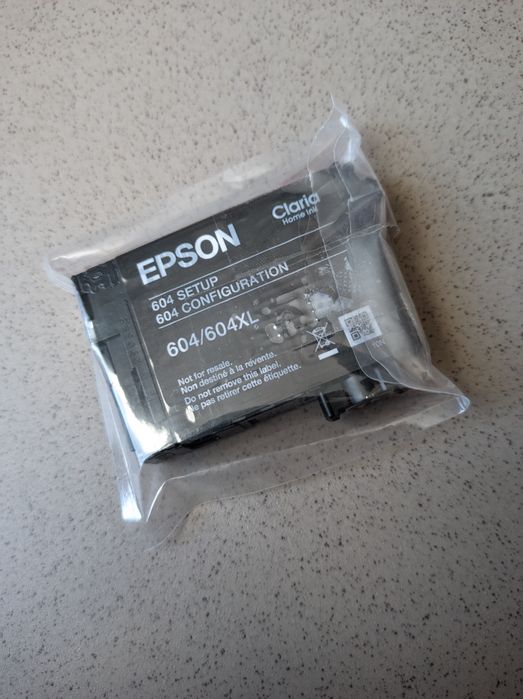 EPSON
Claria
Home Ink
604 SETUP
604 CONFIGURATION
604/604XL
Not for resale.
Non destiné à la revente.
Do not remove this label.
Ne pas retirer cette étiquette.